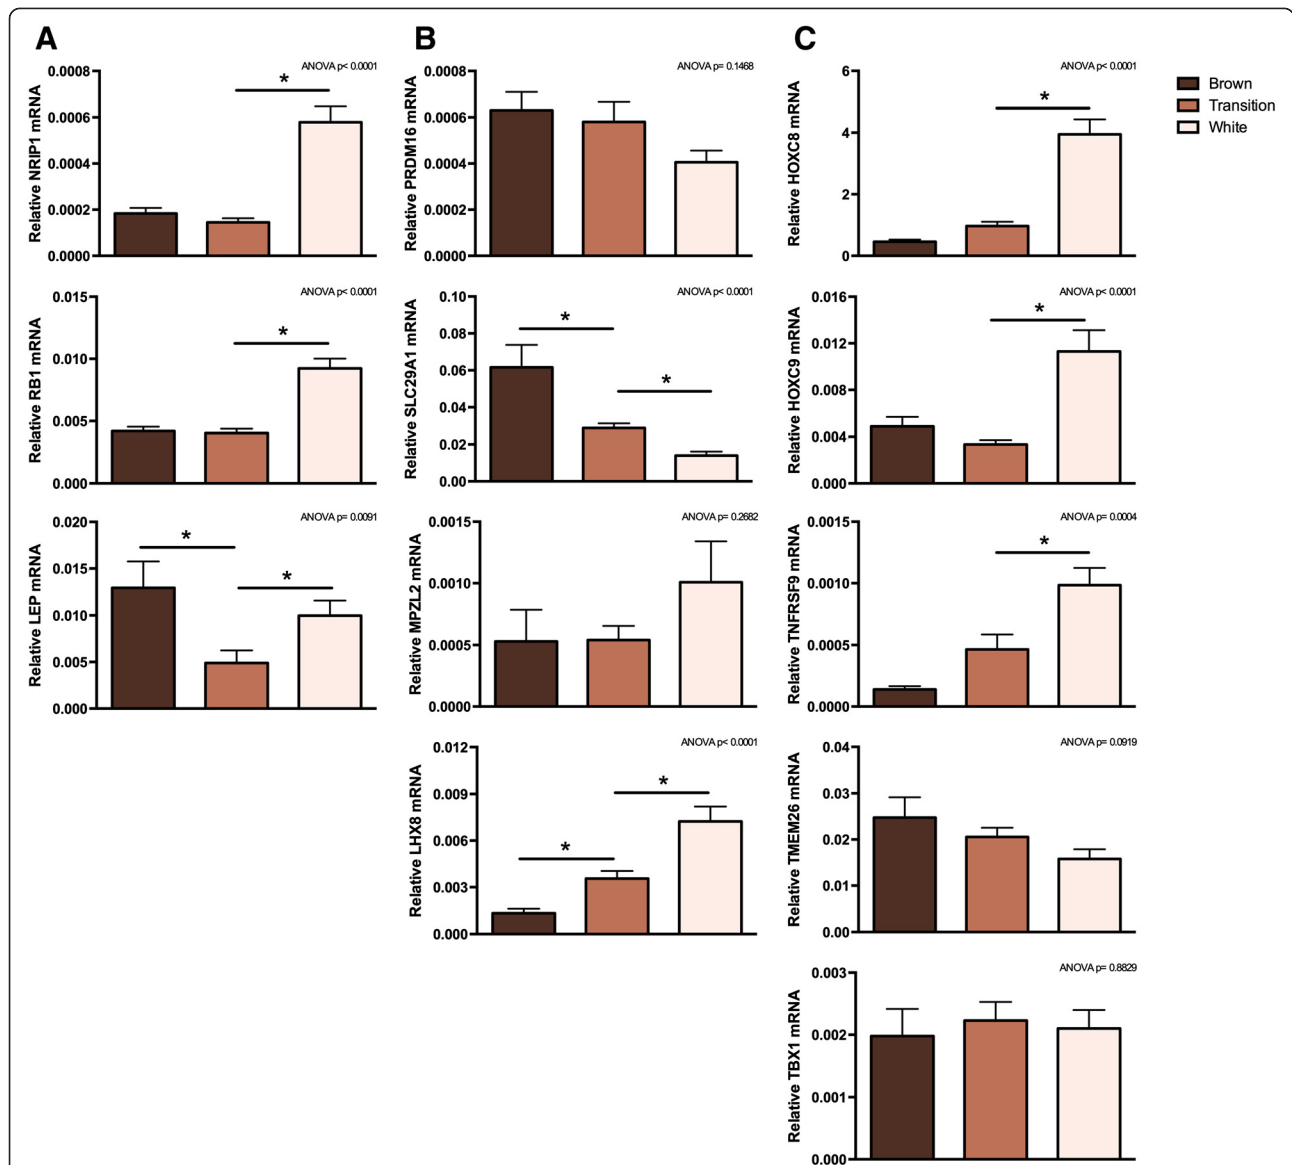 A
B
C
ANOVA p< 0.0001
Relative NRIP1 mRNA
0.0008
0.0006
0.0004
0.0002
0.0000
*
ANOVA p< 0.0001
Relative RB1 mRNA
0.015
0.010
0.005
0.000
*
ANOVA p= 0.0091
Relative LEP mRNA
0.020
0.015
0.010
0.005
0.000
*
*
ANOVA p= 0.1468
Relative PRDM16 mRNA
0.0008
0.0006
0.0004
0.0002
0.0000
ANOVA p< 0.0001
Relative SLC29A1 mRNA
0.10
0.08
0.06
0.04
0.02
0.00
*
*
ANOVA p= 0.2682
Relative MPZL2 mRNA
0.0015
0.0010
0.0005
0.0000
ANOVA p< 0.0001
Relative LHX8 mRNA
0.012
0.009
0.006
0.003
0.000
*
*
ANOVA p< 0.0001
Relative HOXC8 mRNA
6
4
2
0
*
ANOVA p< 0.0001
Relative HOXC9 mRNA
0.016
0.012
0.008
0.004
0.000
*
ANOVA p= 0.0004
Relative TNFRSF9 mRNA
0.0015
0.0010
0.0005
0.0000
*
ANOVA p= 0.0919
Relative TMEM26 mRNA
0.04
0.03
0.02
0.01
0.00
ANOVA p= 0.8829
Relative TBX1 mRNA
0.003
0.002
0.001
0.000
Brown
Transition
White